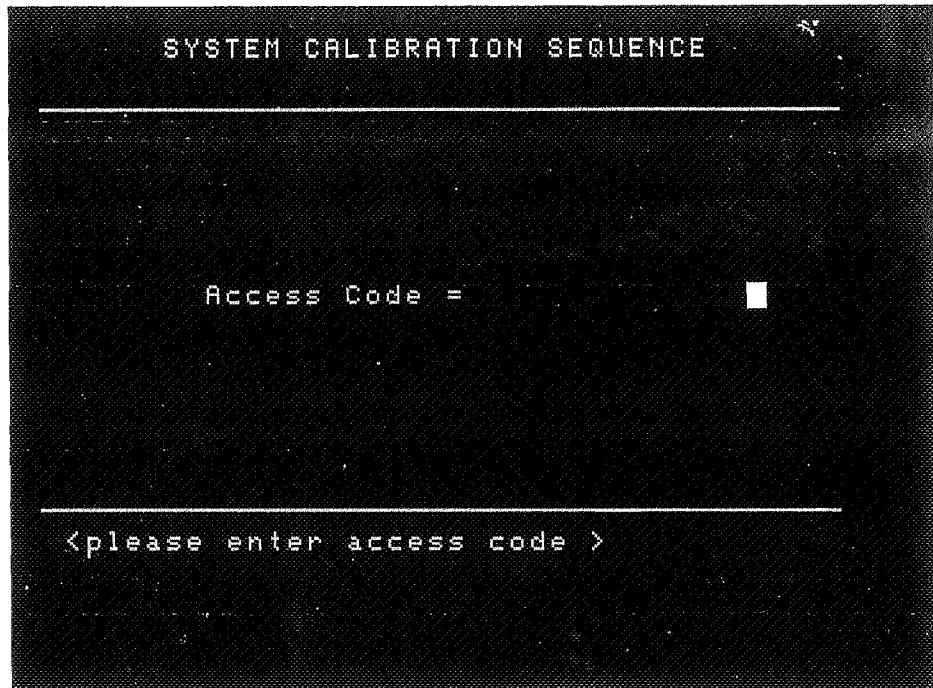 SYSTEM CALIBRATION SEQUENCE
Access Code =
<please enter access code >